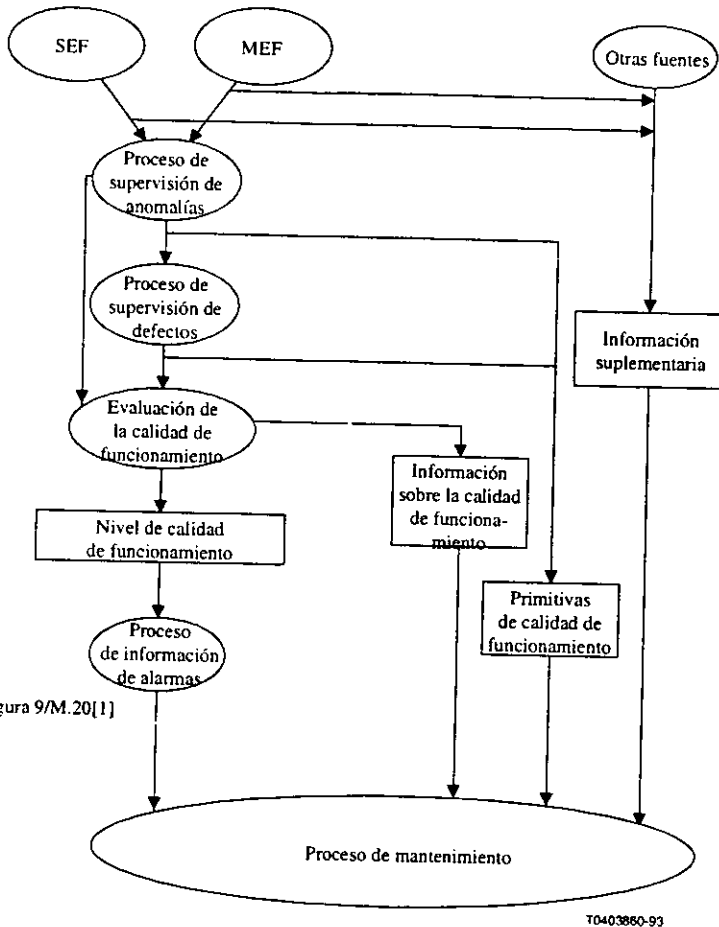 SEF
MEF
Otras fuentes
Proceso de
supervisión de
anomalías
Proceso de
supervisión de
defectos
Información
suplementaria
Evaluación de
la calidad de
funcionamiento
Información
sobre la calidad
de funciona-
miento
Nivel de calidad
de funcionamiento
Primitivas
de calidad de
funcionamiento
Proceso
de información
de alarmas
gura 9/M.20[1]
Proceso de mantenimiento
T0403860-93